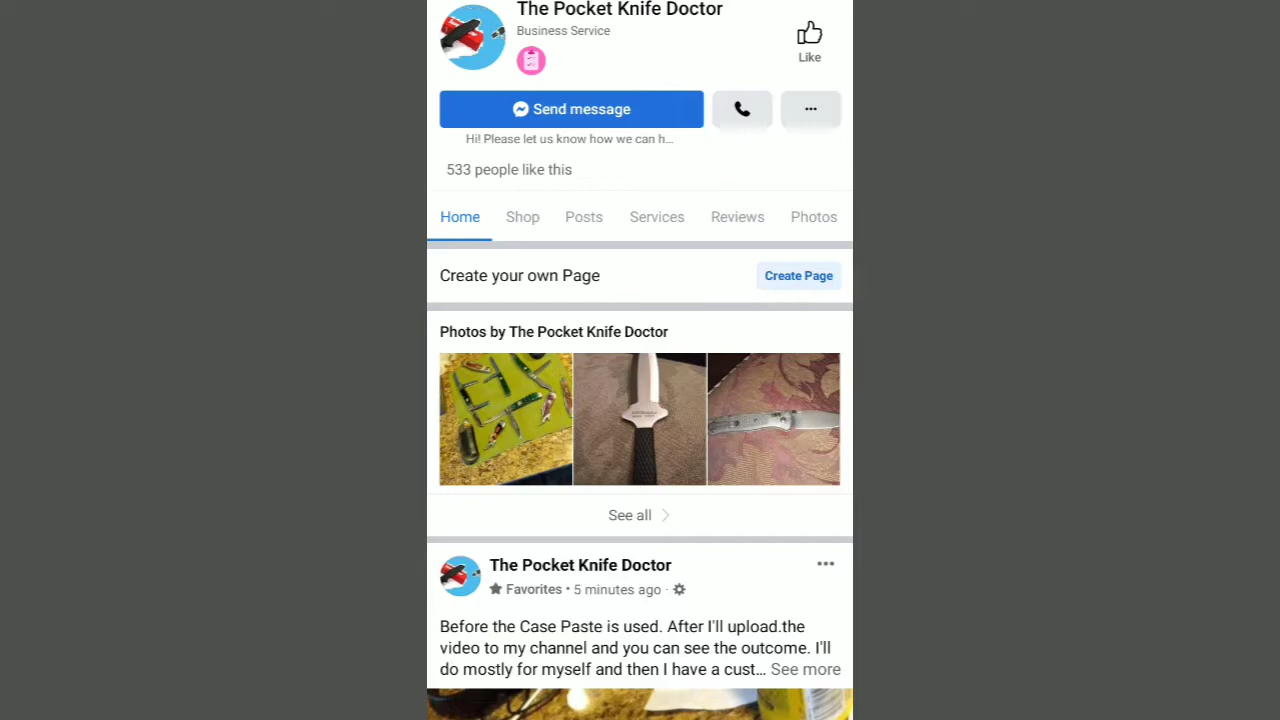 The Pocket Knife Doctor
Business Service
Like
Send message
Hi! Please let us know how we can h...
533 people like this
Home Shop Posts Services Reviews Photos
Create your own Page
Create Page
Photos by The Pocket Knife Doctor
See all
The Pocket Knife Doctor
Favorites • 5 minutes ago ·
Before the Case Paste is used. After I'll upload.the
video to my channel and you can see the outcome. I'll
do mostly for myself and then I have a cust... See more